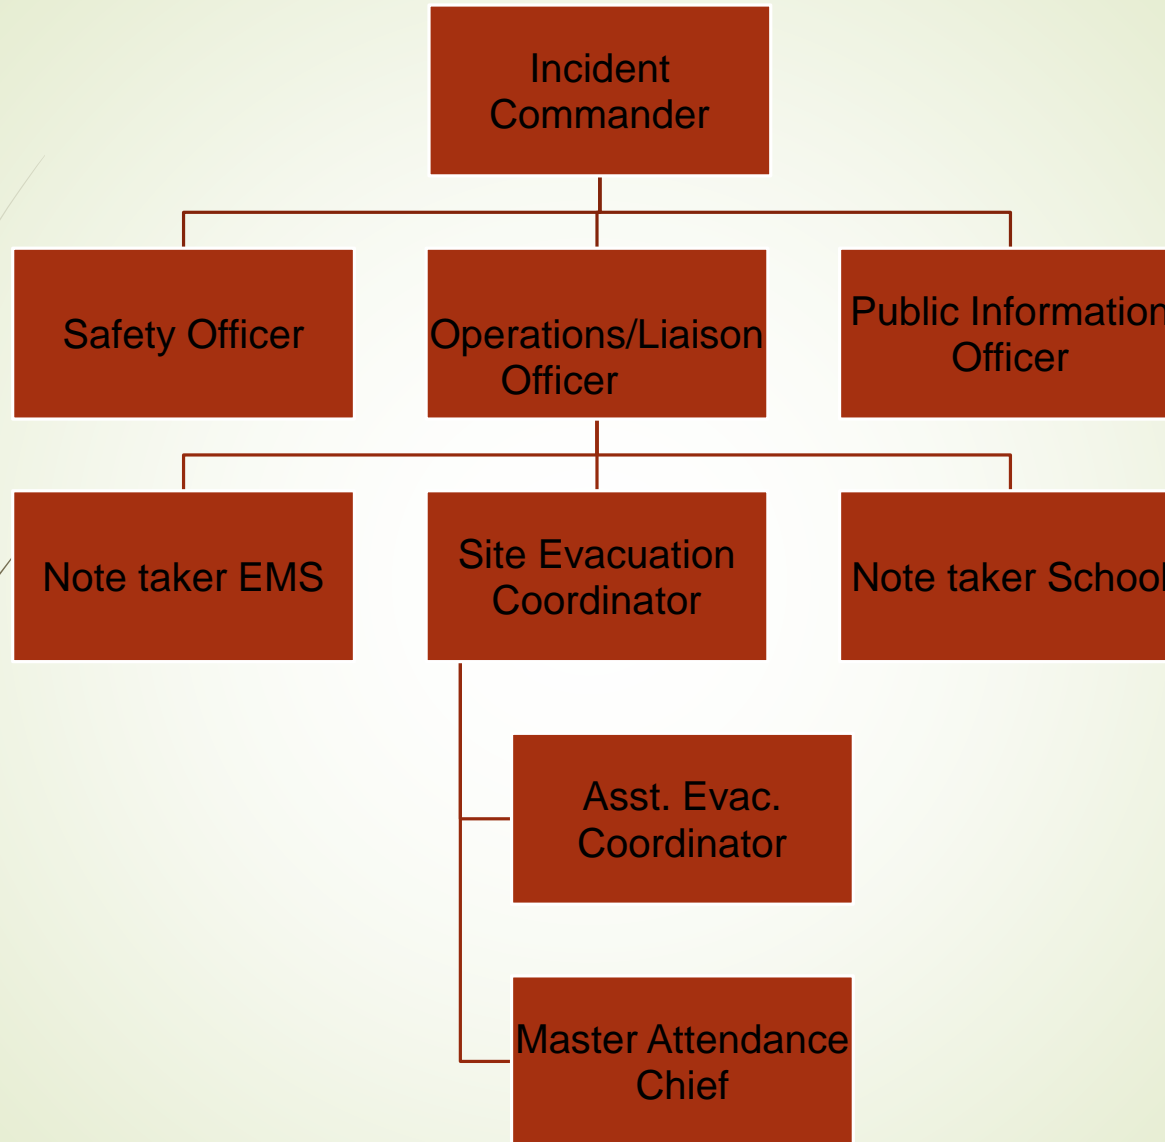 Incident
Commander
Safety Officer
Operations/Liaison
Officer
Public Information
Officer
Note taker EMS
Site Evacuation
Coordinator
Note taker School
Asst. Evac.
Coordinator
Master Attendance
Chief